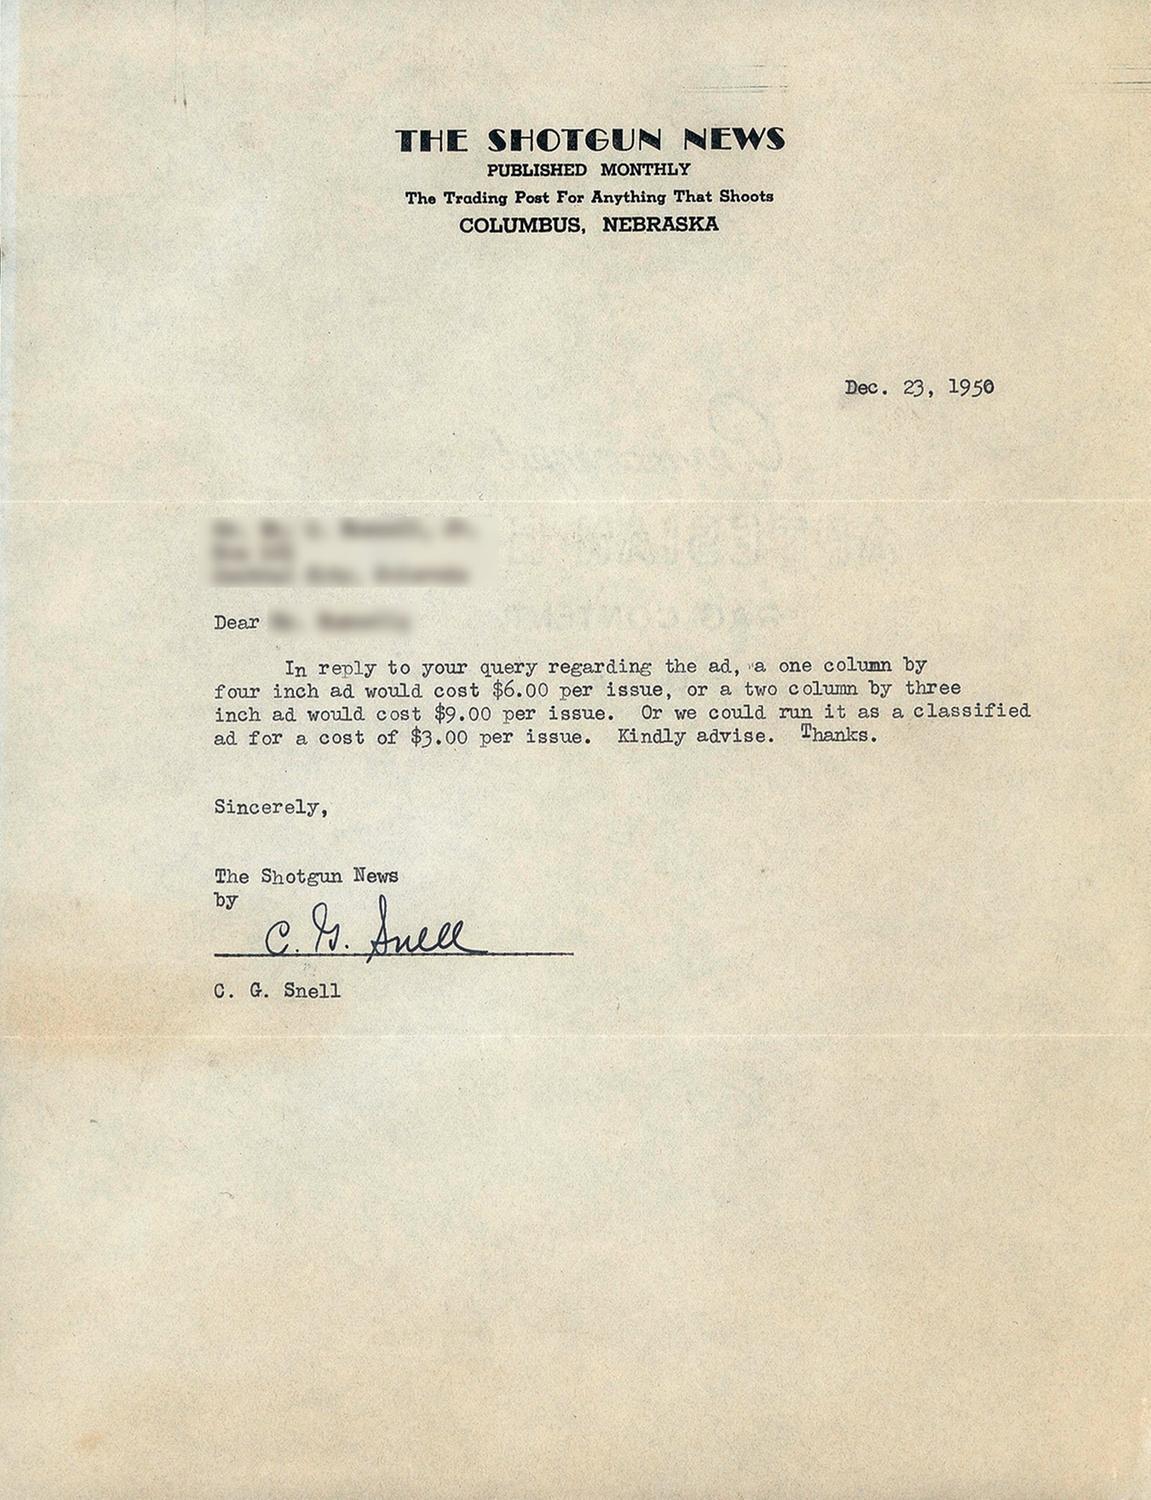 THE SHOTGUN NEWS
PUBLISHED MONTHLY
The Trading Post For Anything That Shoots
COLUMBUS, NEBRASKA
Dec. 23, 1950
Dear
In reply to your query regarding the ad, a one column by
four inch ad would cost $6.00 per issue, or a two column by three
inch ad would cost $9.00 per issue. Or we could run it as a classified
ad for a cost of $3.00 per issue. Kindly advise. Thanks.
Sincerely,
The Shotgun News
by
C. G. Snell
C. G. Snell